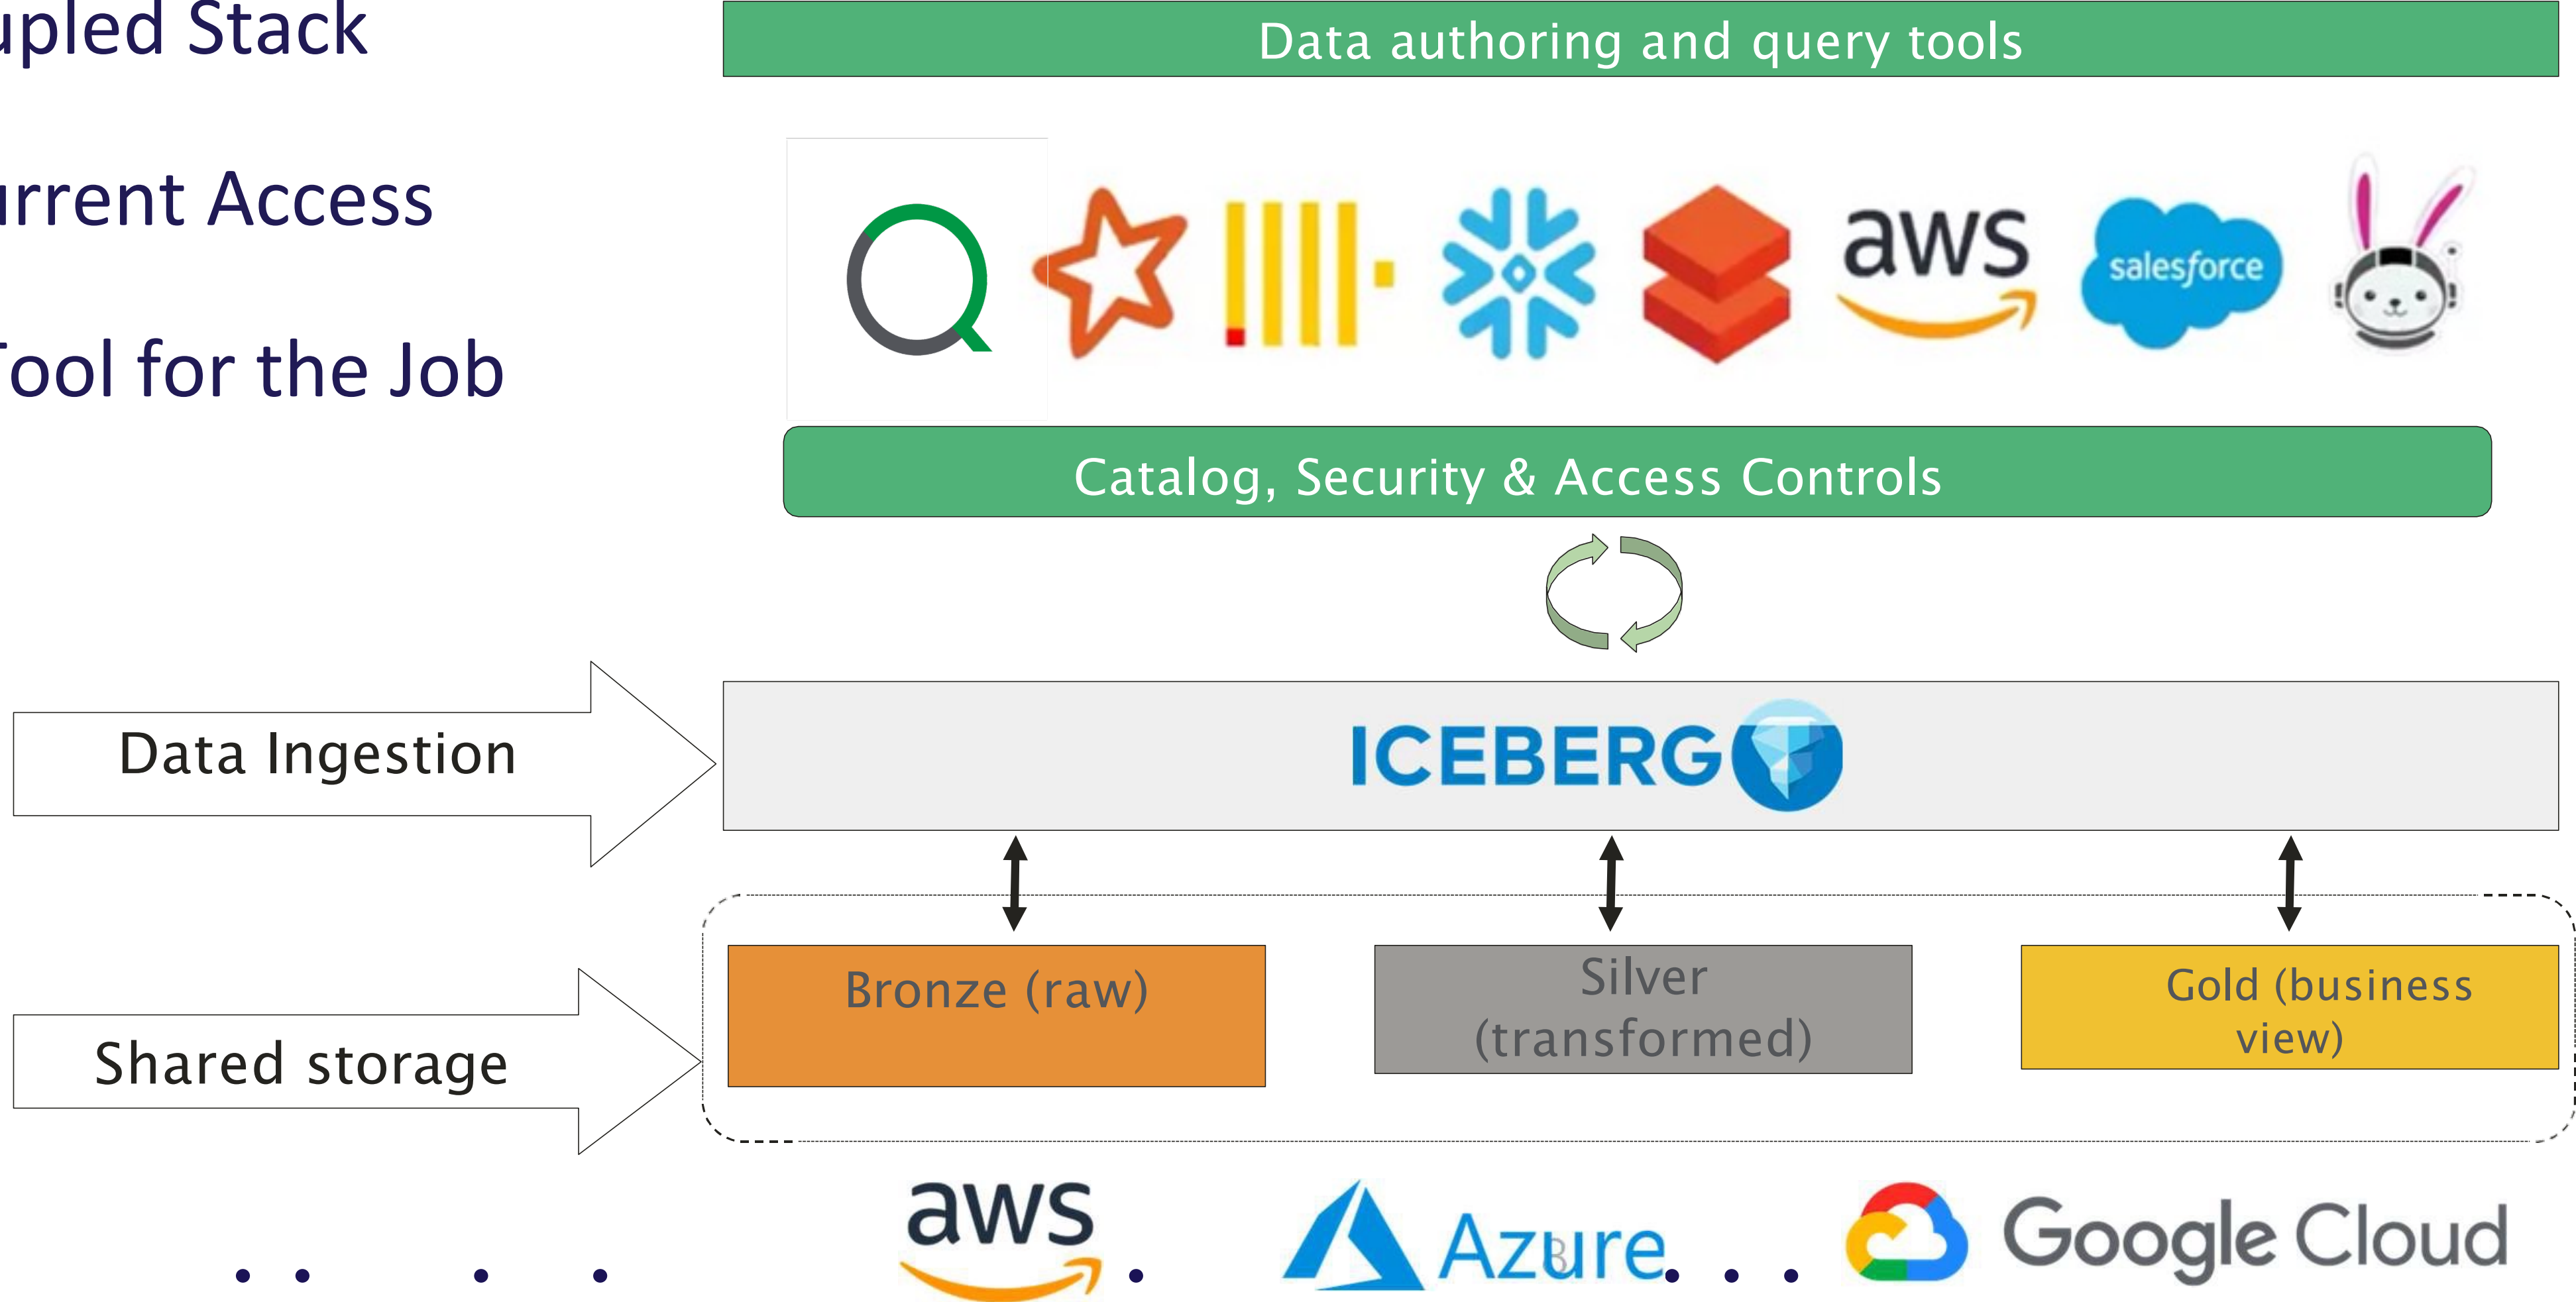 upled Stack
urrent Access
Tool for the Job
Data authoring and query tools
aws
salesforce
Catalog, Security & Access Controls
Data Ingestion
ICEBERG
Shared storage
Bronze (raw)
Silver
(transformed)
Gold (business
view)
aws
Azure
3
Google Cloud